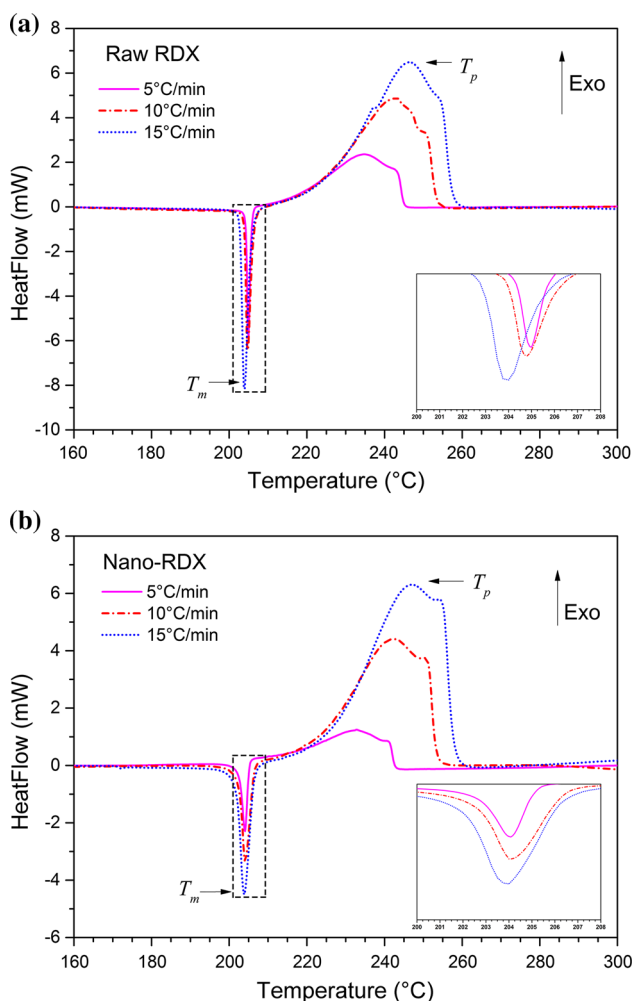 (a)
Raw RDX
5°C/min
10°C/min
15°C/min
T_p
Exo
T_m
HeatFlow (mW)
8
6
4
2
0
-2
-4
-6
-8
-10
200 201 202 203 204 205 206 207 208
160 180 200 220 240 260 280 300
Temperature (°C)
(b)
Nano-RDX
5°C/min
10°C/min
15°C/min
T_p
Exo
T_m
HeatFlow (mW)
8
6
4
2
0
-2
-4
-6
200 201 202 203 204 205 206 207 208
160 180 200 220 240 260 280 300
Temperature (°C)